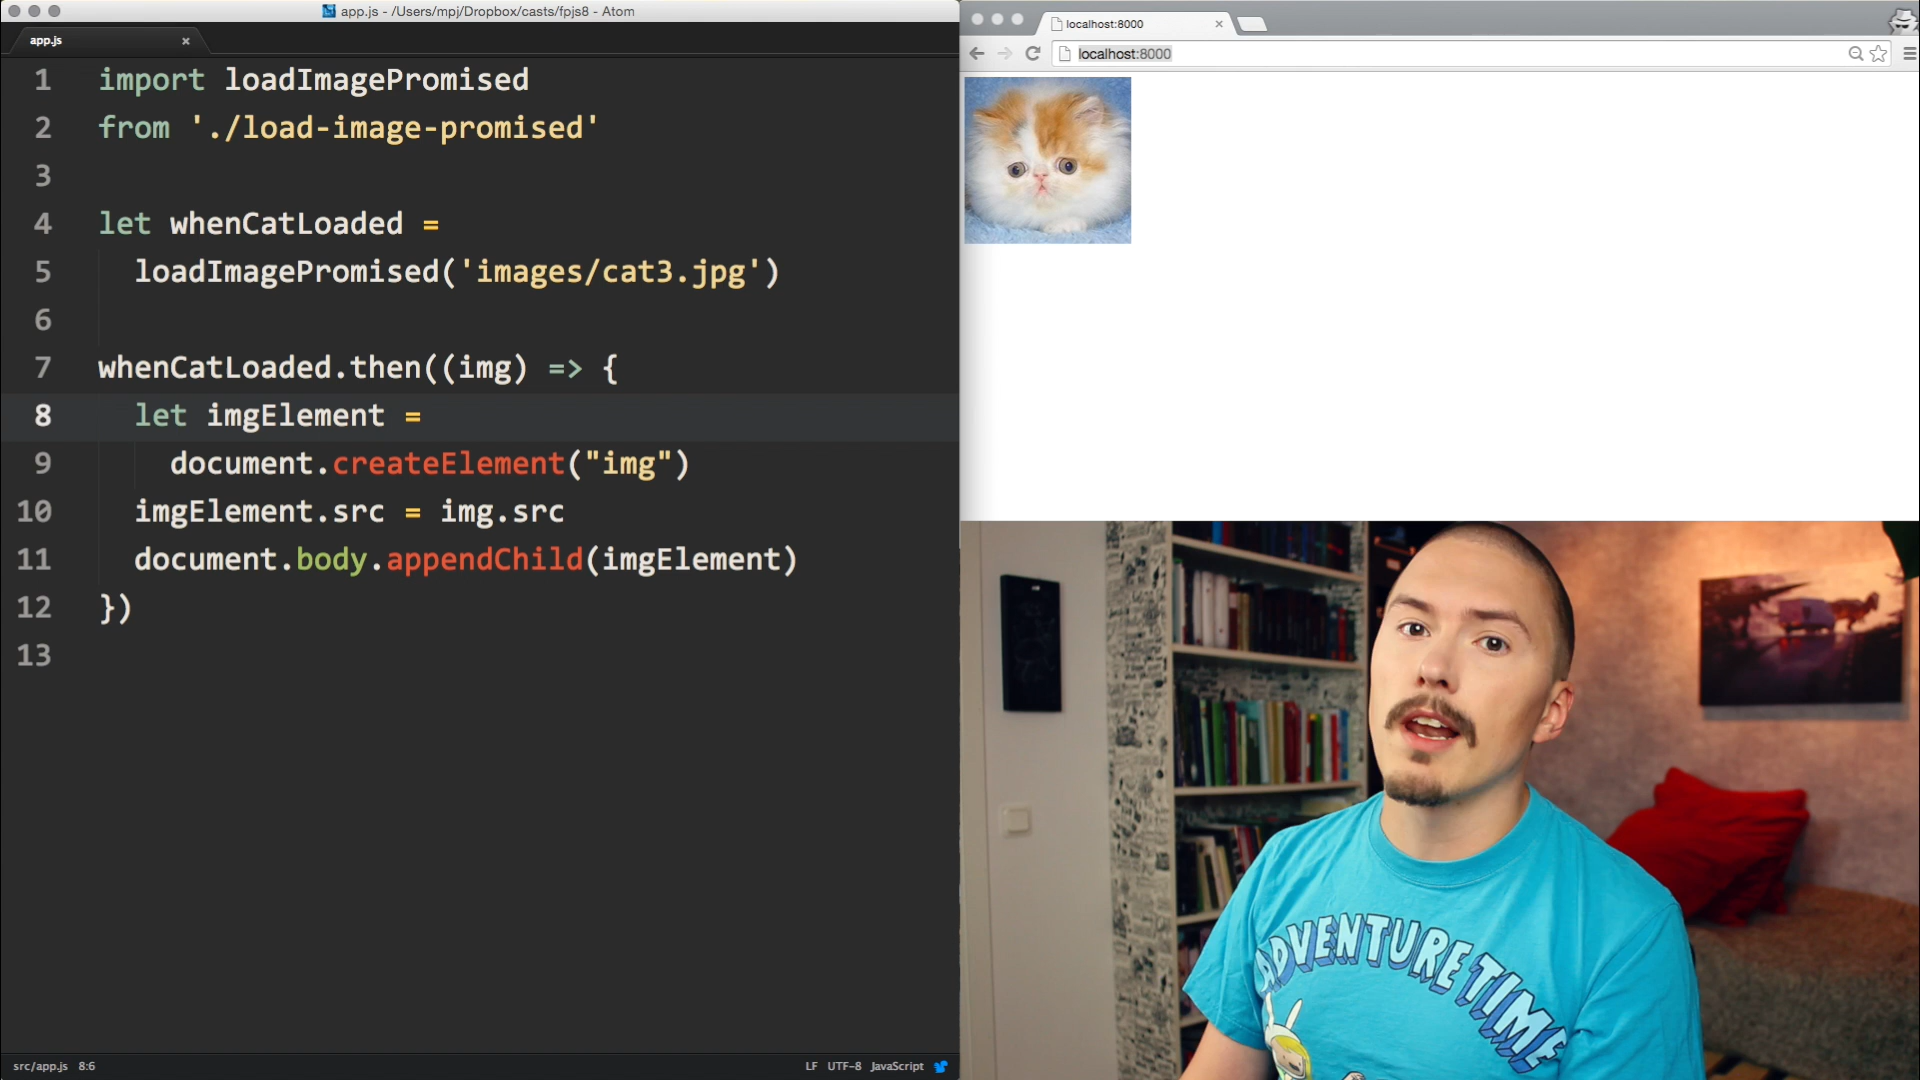 app.js - /Users/mpj/Dropbox/casts/fpjs8 - Atom
app.js
1 import loadImagePromised
2 from './load-image-promised'
3
4 let whenCatLoaded =
5 loadImagePromised('images/cat3.jpg')
6
7 whenCatLoaded.then((img) => {
8 let imgElement =
9 document.createElement("img")
10 imgElement.src = img.src
11 document.body.appendChild(imgElement)
12 })
13
src/app.js 8:6
LF UTF-8 JavaScript
localhost:8000
localhost:8000
ADVENTURE TIME